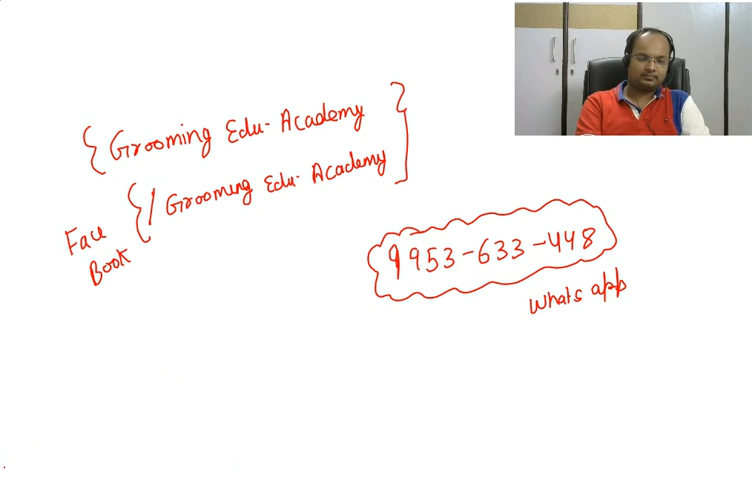 { Grooming Edu-Academy }
Face Book { / Grooming Edu-Academy ]
9953-633-448
Whats app